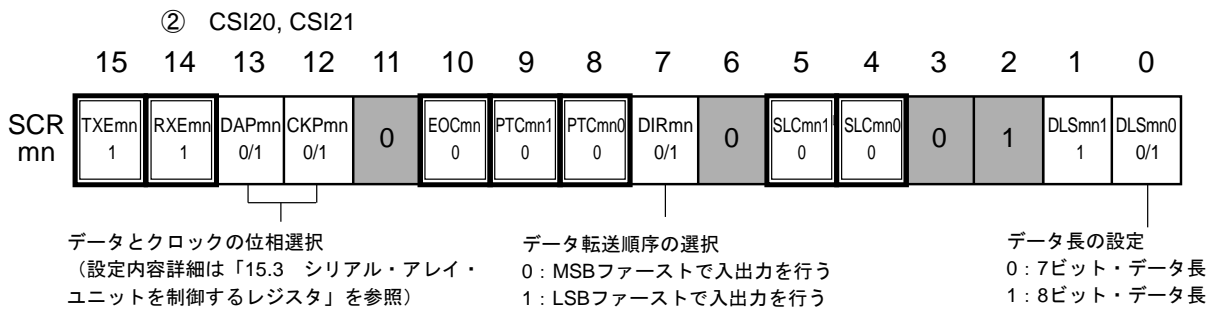 ② CSI20, CSI21
15 14 13 12 11 10 9 8 7 6 5 4 3 2 1 0
SCR
mn
TXEmn RXEmn DAPmn CKPmn 0 EOCmn PTCmn1 PTCmn0 DIRmn 0 SLCmn1 SLCmn0 0 1 DLSmn1 DLSmn0
1 1 0/1 0/1 0 0 0 0/1 0 0 1 0/1
データとクロックの位相選択
（設定内容詳細は「15.3 シリアル・アレイ・
ユニットを制御するレジスタ」を参照）
データ転送順序の選択
0：MSBファーストで入出力を行う
1：LSBファーストで入出力を行う
データ長の設定
0：7ビット・データ長
1：8ビット・データ長